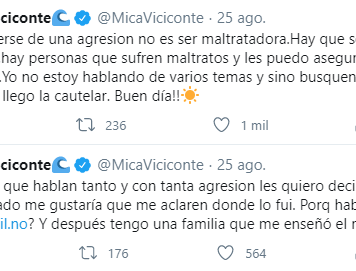 ciconte🌊 @MicaViciconte · 25 ago.
erse de una agresion no es ser maltratadora.Hay que s
,hay personas que sufren maltratos y les puedo asegur
.Yo no estoy hablando de varios temas y sino busquen
llego la cautelar. Buen día!!☀️
236 1 mil
ciconte🌊 @MicaViciconte · 25 ago.
que hablan tanto y con tanta agresion les quiero deci
ado me gustaría que me aclaren donde lo fui. Porq hab
il.no? Y después tengo una familia que me enseñó el r
176 564